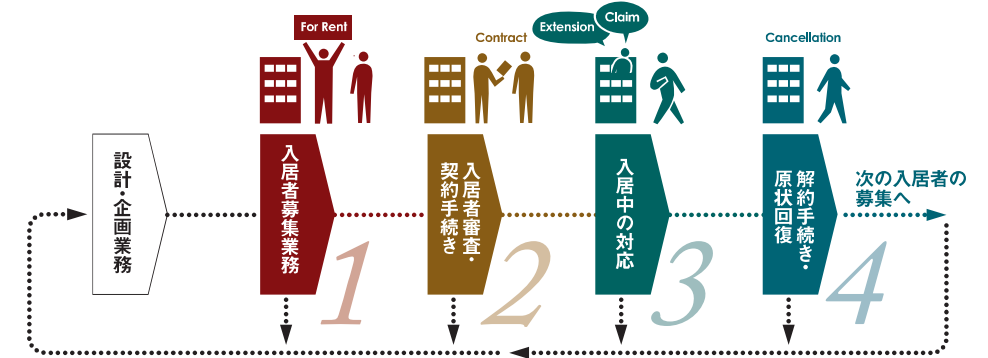 For Rent
Contract
Extension
Claim
Cancellation
設計・企画業務
入居者募集業務
1
入居者審査・
契約手続き
2
入居中の対応
3
解約手続き・
原状回復
4
次の入居者の
募集へ